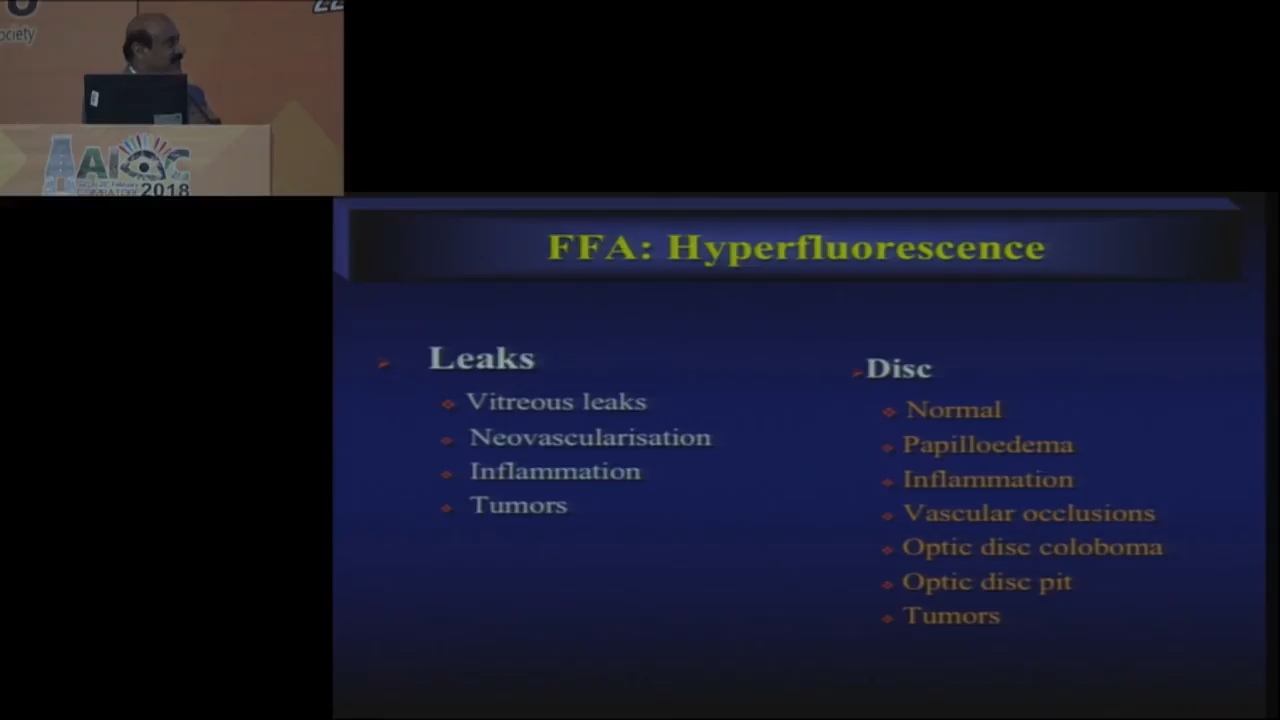 ociety
AIOC
COIMBATORE 2018
FFA: Hyperfluorescence
Leaks
Vitreous leaks
Neovascularisation
Inflammation
Tumors
Disc
Normal
Papilloedema
Inflammation
Vascular occlusions
Optic disc coloboma
Optic disc pit
Tumors